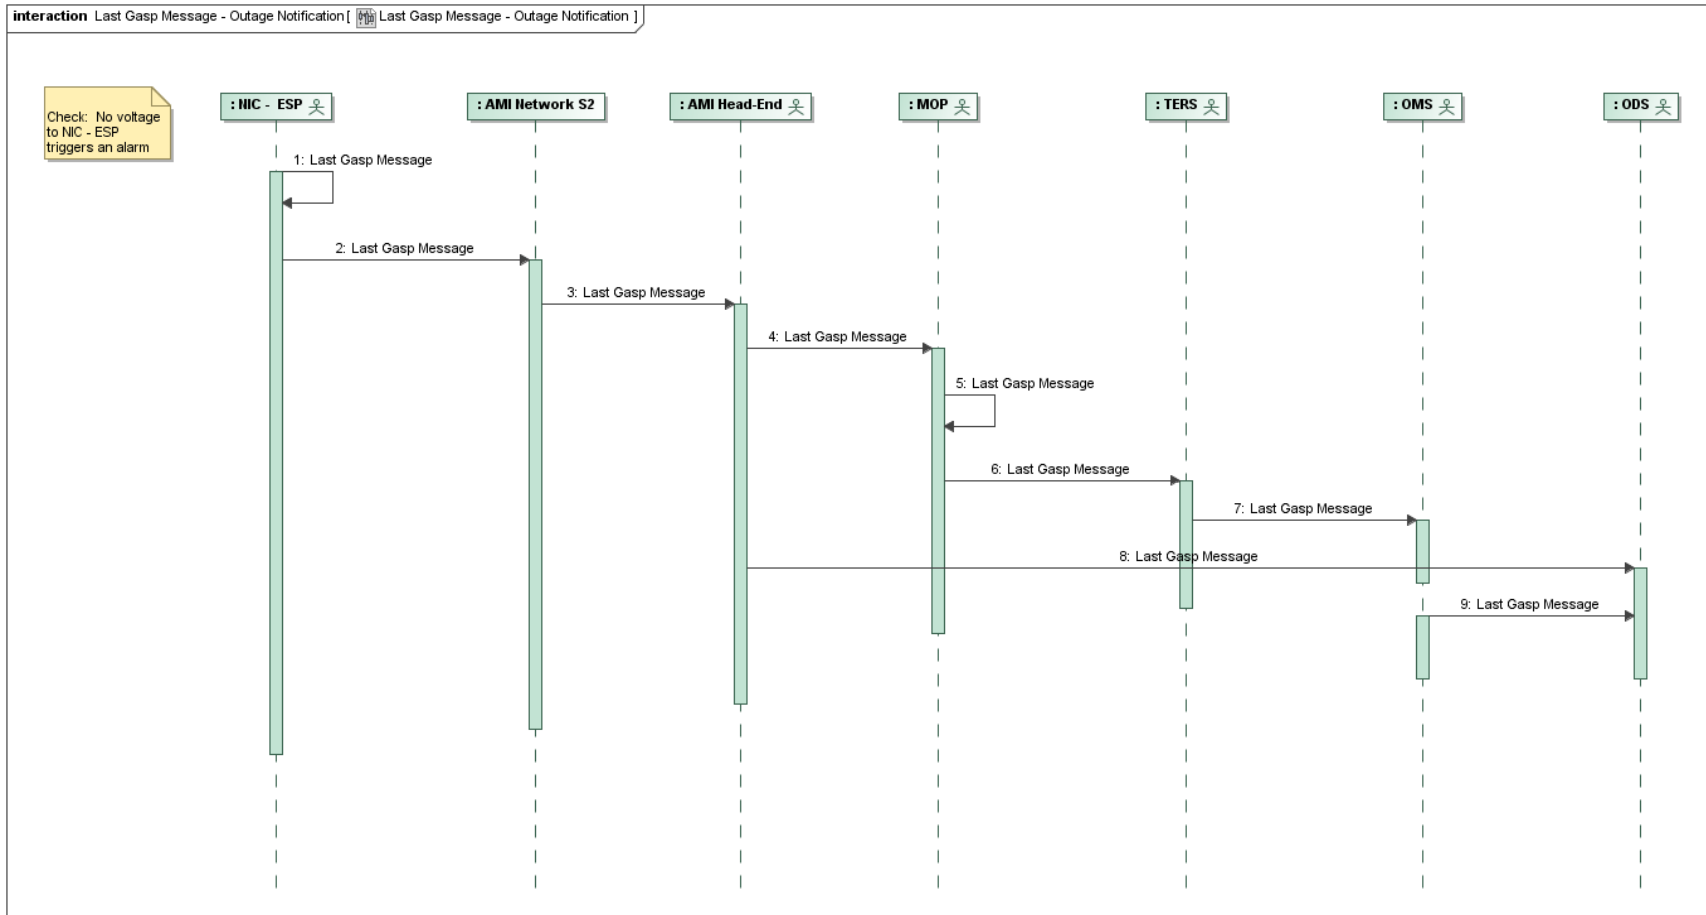 interaction Last Gasp Message - Outage Notification[ Last Gasp Message - Outage Notification ]
Check: No voltage
to NIC - ESP
triggers an alarm
: NIC - ESP
: AMI Network S2
: AMI Head-End
: MOP
: TERS
: OMS
: ODS
1: Last Gasp Message
2: Last Gasp Message
3: Last Gasp Message
4: Last Gasp Message
5: Last Gasp Message
6: Last Gasp Message
7: Last Gasp Message
8: Last Gasp Message
9: Last Gasp Message